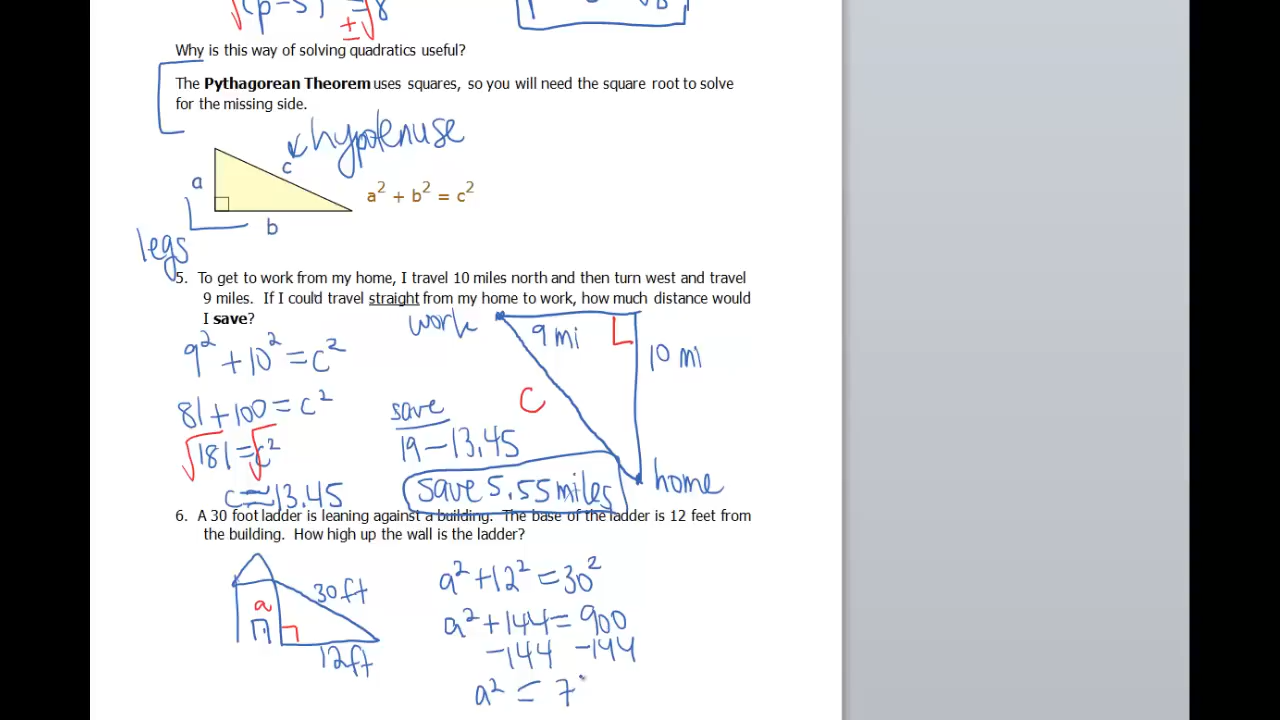 √(p-5)² = 8
±√
Why is this way of solving quadratics useful?
The Pythagorean Theorem uses squares, so you will need the square root to solve
for the missing side.
hypotenuse
c
a
a² + b² = c²
b
legs
5. To get to work from my home, I travel 10 miles north and then turn west and travel
9 miles. If I could travel straight from my home to work, how much distance would
I save?
work
9 mi
10 mi
9² + 10² = c²
81 + 100 = c²
√181 = √c²
c ≈ 13.45
C
save
19 - 13.45
save 5.55 miles
home
6. A 30 foot ladder is leaning against a building. The base of the ladder is 12 feet from
the building. How high up the wall is the ladder?
30 ft
a
12 ft
a² + 12² = 30²
a² + 144 = 900
-144 -144
a² = 7